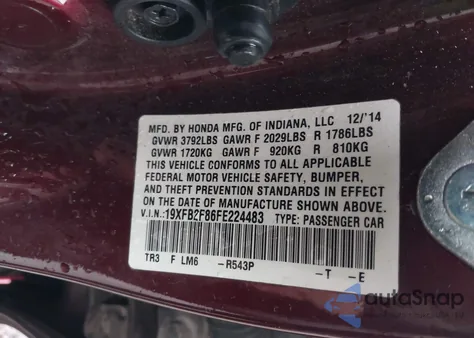 MFD. BY HONDA MFG. OF INDIANA, LLC 12/'14
GVWR 3792LBS GAWR F 2029LBS R 1786LBS
GVWR 1720KG GAWR F 920KG R 810KG
THIS VEHICLE CONFORMS TO ALL APPLICABLE
FEDERAL MOTOR VEHICLE SAFETY, BUMPER,
AND THEFT PREVENTION STANDARDS IN EFFECT
ON THE DATE OF MANUFACTURE SHOWN ABOVE.
V.I.N.:19XFB2F86FE224483 TYPE: PASSENGER CAR
TR3 F LM6 -R543P -T -E
autoSnap